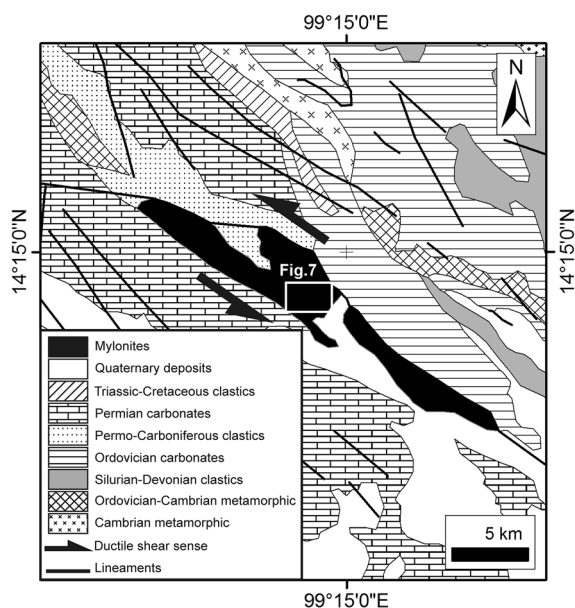 99°15'0"E
N
14°15'0"N
14°15'0"N
Fig.7
Mylonites
Quaternary deposits
Triassic-Cretaceous clastics
Permian carbonates
Permo-Carboniferous clastics
Ordovician carbonates
Silurian-Devonian clastics
Ordovician-Cambrian metamorphic
Cambrian metamorphic
Ductile shear sense
Lineaments
5 km
99°15'0"E